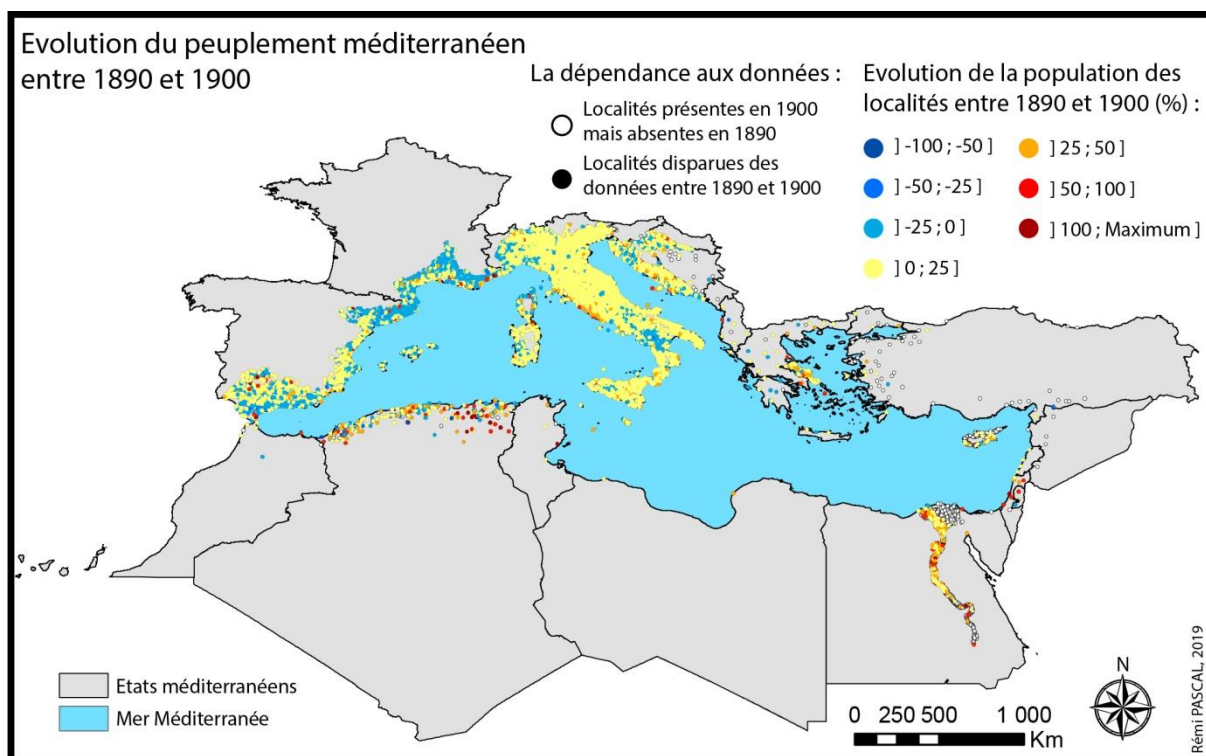 Evolution du peuplement méditerranéen
entre 1890 et 1900
La dépendance aux données :
Localités présentes en 1900
mais absentes en 1890
Localités disparues des
données entre 1890 et 1900
Evolution de la population des
localités entre 1890 et 1900 (%) :
] -100 ; -50 ]
] -50 ; -25 ]
] -25 ; 0 ]
] 0 ; 25 ]
] 25 ; 50 ]
] 50 ; 100 ]
] 100 ; Maximum ]
Etats méditerranéens
Mer Méditerranée
0 250 500 1 000
Km
N
Rémi PASCAL, 2019